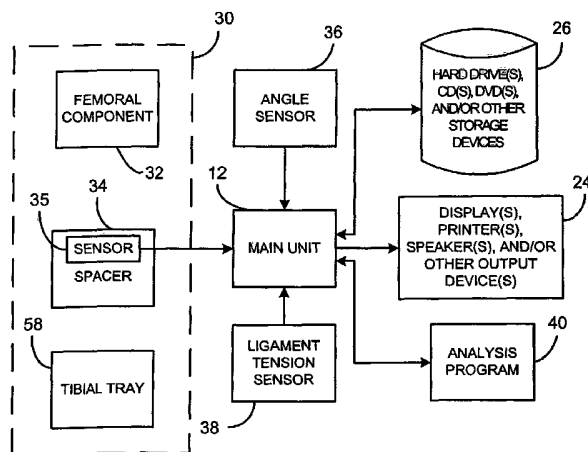 30
36
26
FEMORAL
COMPONENT
32
ANGLE
SENSOR
HARD DRIVE(S),
CD(S), DVD(S),
AND/OR OTHER
STORAGE
DEVICES
12
34
35
SENSOR
SPACER
MAIN UNIT
24
DISPLAY(S),
PRINTER(S),
SPEAKER(S), AND/OR
OTHER OUTPUT
DEVICE(S)
58
TIBIAL TRAY
LIGAMENT
TENSION
SENSOR
38
40
ANALYSIS
PROGRAM